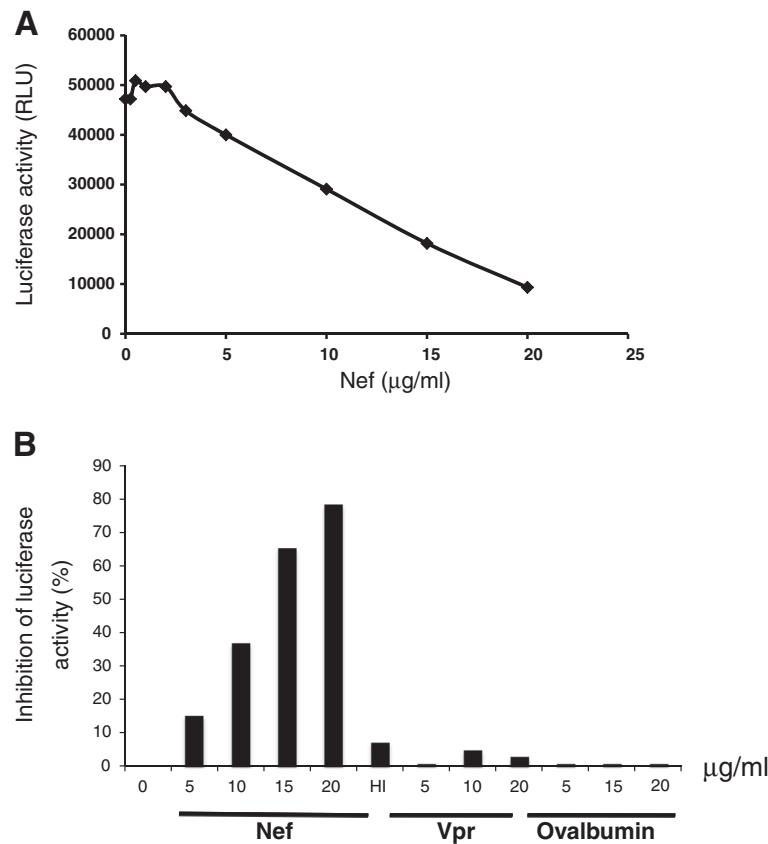 A
Luciferase activity (RLU)
60000
50000
40000
30000
20000
10000
0
0 5 10 15 20 25
Nef (μg/ml)
B
Inhibition of luciferase
activity (%)
90
80
70
60
50
40
30
20
10
0
0 5 10 15 20 HI 5 10 20 5 15 20 μg/ml
Nef Vpr Ovalbumin